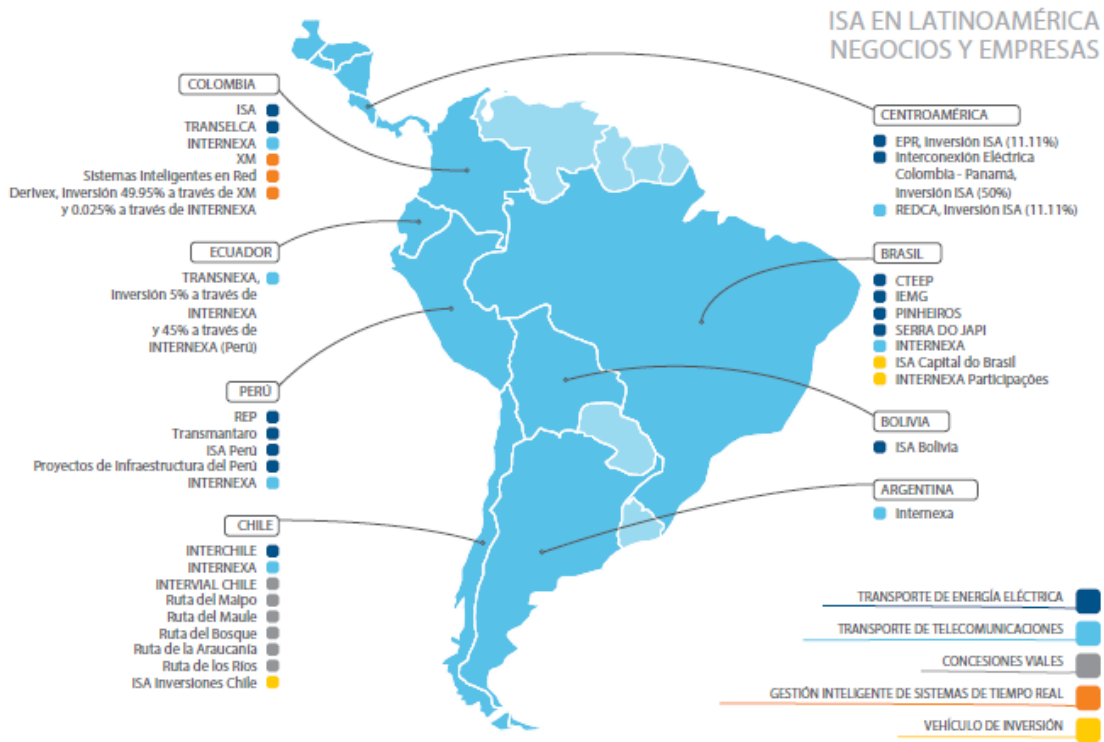 ISA EN LATINOAMÉRICA
NEGOCIOS Y EMPRESAS
COLOMBIA
ISA
TRANSELCA
INTERNEXA
XM
Sistemas Inteligentes en Red
Derivex, Inversión 49.95% a través de XM
y 0.025% a través de INTERNEXA
ECUADOR
TRANSNEXA,
Inversión 5% a través de
INTERNEXA
y 45% a través de
INTERNEXA (Perú)
PERÚ
REP
Transmantaro
ISA Perú
Proyectos de Infraestructura del Perú
INTERNEXA
CHILE
INTERCHILE
INTERNEXA
INTERVIAL CHILE
Ruta del Maipo
Ruta del Maule
Ruta del Bosque
Ruta de la Araucanía
Ruta de los Ríos
ISA Inversiones Chile
CENTROAMÉRICA
EPR, Inversión ISA (11.11%)
Interconexión Eléctrica
Colombia - Panamá,
Inversión ISA (50%)
REDCA, Inversión ISA (11.11%)
BRASIL
CTEEP
IEMG
PINHEIROS
SERRA DO JAPI
INTERNEXA
ISA Capital do Brasil
INTERNEXA Participações
BOLIVIA
ISA Bolivia
ARGENTINA
Internexa
TRANSPORTE DE ENERGÍA ELÉCTRICA
TRANSPORTE DE TELECOMUNICACIONES
CONCESIONES VIALES
GESTIÓN INTELIGENTE DE SISTEMAS DE TIEMPO REAL
VEHÍCULO DE INVERSIÓN